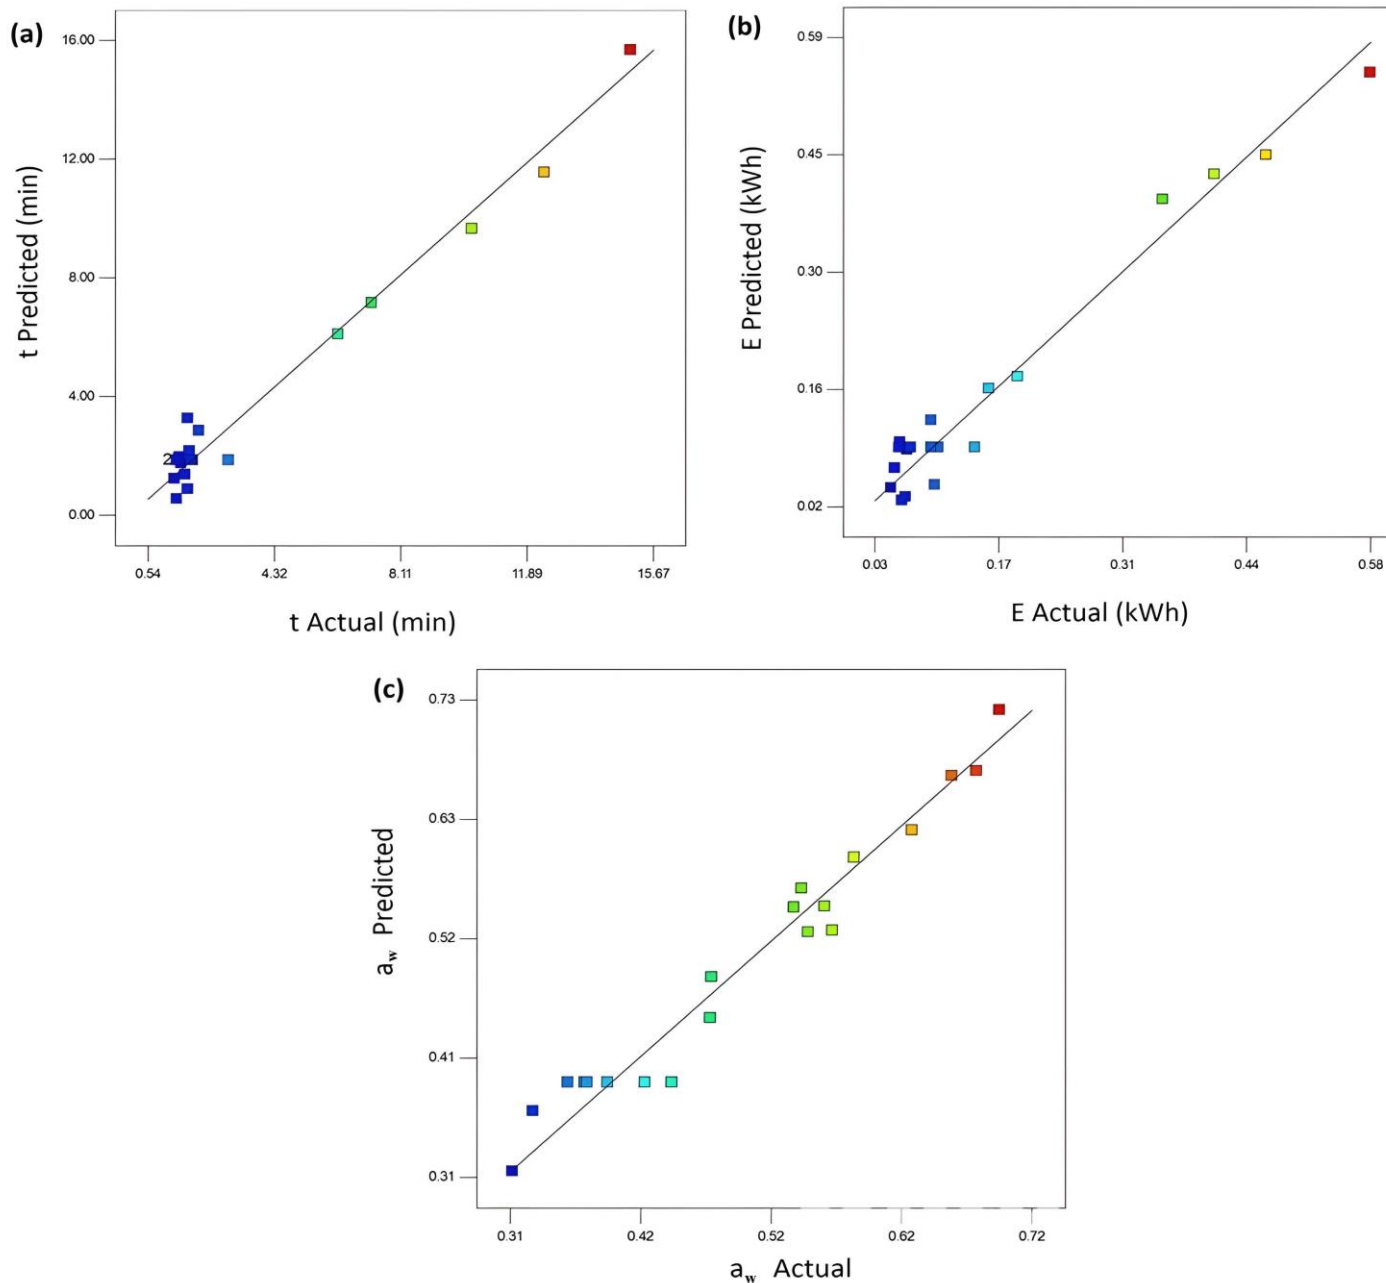 (a)
16.00
12.00
8.00
4.00
0.00
t Predicted (min)
2
0.54 4.32 8.11 11.89 15.67
t Actual (min)
(b)
0.59
0.45
0.30
0.16
0.02
E Predicted (kWh)
0.03 0.17 0.31 0.44 0.58
E Actual (kWh)
(c)
0.73
0.63
0.52
0.41
0.31
aw Predicted
0.31 0.42 0.52 0.62 0.72
aw Actual